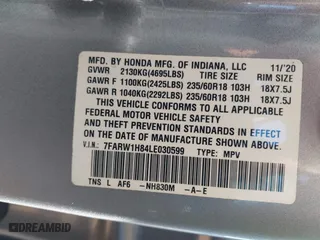 MFD. BY HONDA MFG. OF INDIANA, LLC 11/'20
GVWR 2130KG(4695LBS) TIRE SIZE RIM SIZE
GAWR F 1100KG(2425LBS) 235/60R18 103H 18X7.5J
GAWR R 1040KG(2292LBS) 235/60R18 103H 18X7.5J
THIS VEHICLE CONFORMS TO ALL APPLICABLE
FEDERAL MOTOR VEHICLE SAFETY STANDARDS IN
EFFECT ON THE DATE OF MANUFACTURE SHOWN ABOVE.
V.I.N: 7FARW1H84LE030599 TYPE: MPV
TNS L AF6 -NH830M -A-E
DREAMBID